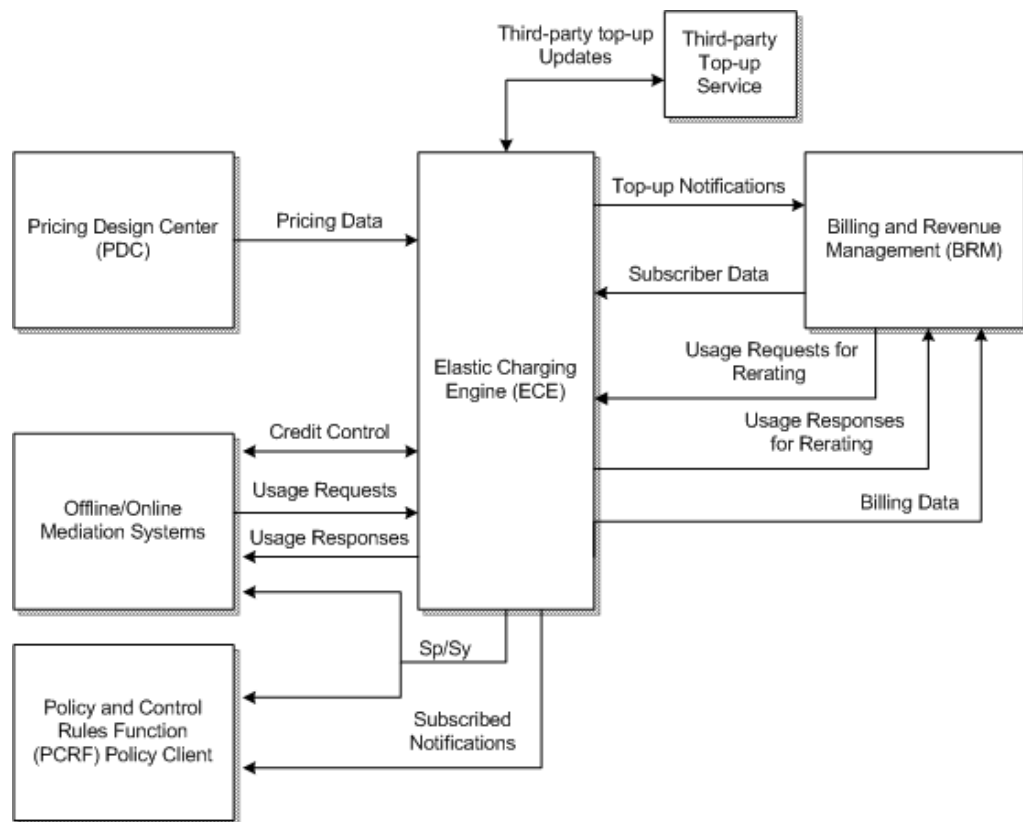 Third-party top-up
Updates
Third-party
Top-up
Service
Pricing Design Center
(PDC)
Pricing Data
Top-up Notifications
Billing and Revenue
Management (BRM)
Subscriber Data
Elastic Charging
Engine (ECE)
Usage Requests for
Rerating
Usage Responses
for Rerating
Billing Data
Offline/Online
Mediation Systems
Credit Control
Usage Requests
Usage Responses
Sp/Sy
Policy and Control
Rules Function
(PCRF) Policy Client
Subscribed
Notifications